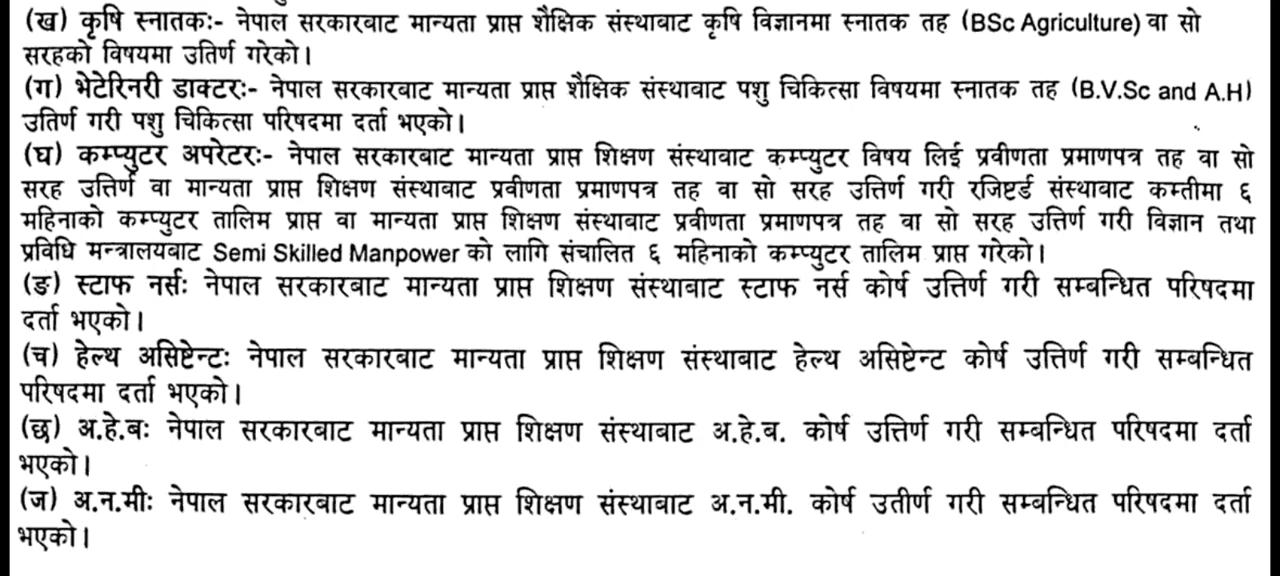 (ख) कृषि स्नातकः- नेपाल सरकारबाट मान्यता प्राप्त शैक्षिक संस्थाबाट कृषि विज्ञानमा स्नातक तह (BSc Agriculture) वा सो
सरहको विषयमा उतिर्ण गरेको।
(ग) भेटेरिनरी डाक्टरः- नेपाल सरकारबाट मान्यता प्राप्त शैक्षिक संस्थाबाट पशु चिकित्सा विषयमा स्नातक तह (B.V.Sc and A.H)
उतिर्ण गरी पशु चिकित्सा परिषदमा दर्ता भएको।
(घ) कम्प्युटर अपरेटरः- नेपाल सरकारबाट मान्यता प्राप्त शिक्षण संस्थावाट कम्प्युटर विषय लिई प्रवीणता प्रमाणपत्र तह वा सो
सरह उत्तिर्ण वा मान्यता प्राप्त शिक्षण संस्थाबाट प्रवीणता प्रमाणपत्र तह वा सो सरह उत्तिर्ण गरी रजिष्टर्ड संस्थाबाट कम्तीमा ६
महिनाको कम्प्युटर तालिम प्राप्त वा मान्यता प्राप्त शिक्षण संस्थाबाट प्रवीणता प्रमाणपत्र तह वा सो सरह उत्तिर्ण गरी विज्ञान तथा
प्रविधि मन्त्रालयबाट Semi Skilled Manpower को लागि संचालित ६ महिनाको कम्प्युटर तालिम प्राप्त गरेको।
(ङ) स्टाफ नर्सः नेपाल सरकारबाट मान्यता प्राप्त शिक्षण संस्थाबाट स्टाफ नर्स कोर्ष उत्तिर्ण गरी सम्बन्धित परिषदमा
दर्ता भएको।
(च) हेल्थ असिष्टेन्टः नेपाल सरकारबाट मान्यता प्राप्त शिक्षण संस्थाबाट हेल्थ असिष्टेन्ट कोर्ष उत्तिर्ण गरी सम्बन्धित
परिषदमा दर्ता भएको।
(छ) अ.हे.बः नेपाल सरकारबाट मान्यता प्राप्त शिक्षण संस्थाबाट अ.हे.ब. कोर्ष उत्तिर्ण गरी सम्बन्धित परिषदमा दर्ता
भएको।
(ज) अ.न.मीः नेपाल सरकारबाट मान्यता प्राप्त शिक्षण संस्थाबाट अ.न.मी. कोर्ष उतीर्ण गरी सम्बन्धित परिषदमा दर्ता
भएको।